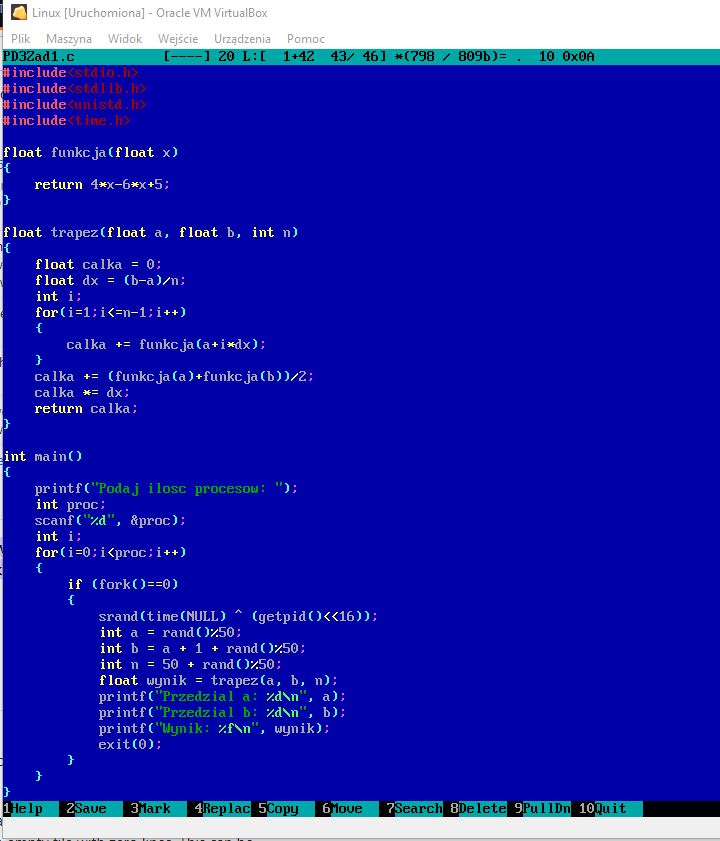 Linux [Uruchomiona] - Oracle VM VirtualBox
Plik Maszyna Widok Wejście Urządzenia Pomoc
PD3Zad1.c [----] 20 L:[ 1+42 43/ 46] *(798 / 809b)= . 10 0x0A
#include<stdio.h>
#include<stdlib.h>
#include<unistd.h>
#include<time.h>
float funkcja(float x)
{
return 4*x-6*x+5;
}
float trapez(float a, float b, int n)
{
float calka = 0;
float dx = (b-a)/n;
int i;
for(i=1;i<=n-1;i++)
{
calka += funkcja(a+i*dx);
}
calka += (funkcja(a)+funkcja(b))/2;
calka *= dx;
return calka;
}
int main()
{
printf("Podaj ilosc procesow: ");
int proc;
scanf("%d", &proc);
int i;
for(i=0;i<proc;i++)
{
if (fork()==0)
{
srand(time(NULL) ^ (getpid()<<16));
int a = rand()%50;
int b = a + 1 + rand()%50;
int n = 50 + rand()%50;
float wynik = trapez(a, b, n);
printf("Przedzial a: %d\n", a);
printf("Przedzial b: %d\n", b);
printf("Wynik: %f\n", wynik);
exit(0);
}
}
}
1Help 2Save 3Mark 4Replac 5Copy 6Move 7Search 8Delete 9PullDn 10Quit